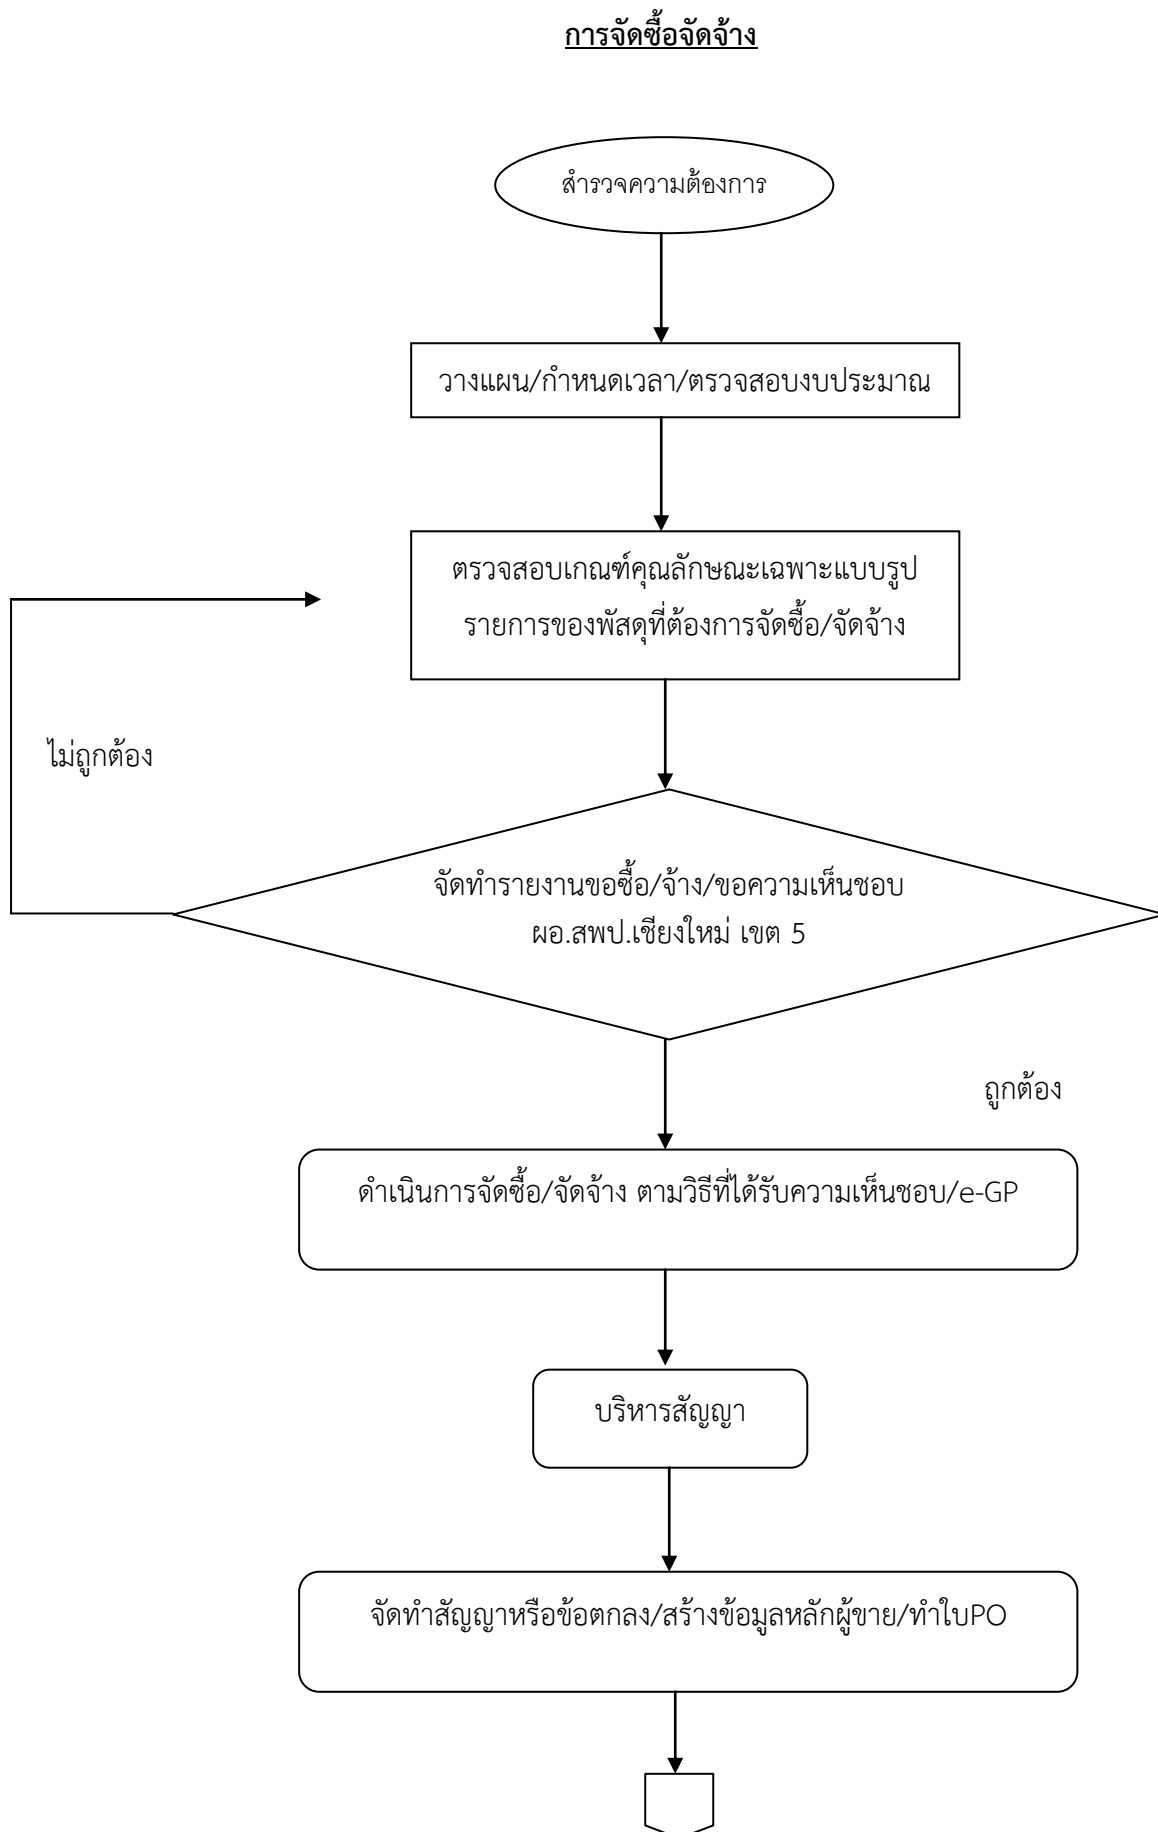 การจัดซื้อจัดจ้าง
สำรวจความต้องการ
วางแผน/กำหนดเวลา/ตรวจสอบงบประมาณ
ตรวจสอบเกณฑ์คุณลักษณะเฉพาะแบบรูป
รายการของพัสดุที่ต้องการจัดซื้อ/จัดจ้าง
ไม่ถูกต้อง
จัดทำรายงานขอซื้อ/จ้าง/ขอความเห็นชอบ
ผอ.สพป.เชียงใหม่ เขต 5
ถูกต้อง
ดำเนินการจัดซื้อ/จัดจ้าง ตามวิธีที่ได้รับความเห็นชอบ/e-GP
บริหารสัญญา
จัดทำสัญญาหรือข้อตกลง/สร้างข้อมูลหลักผู้ขาย/ทำใบPO